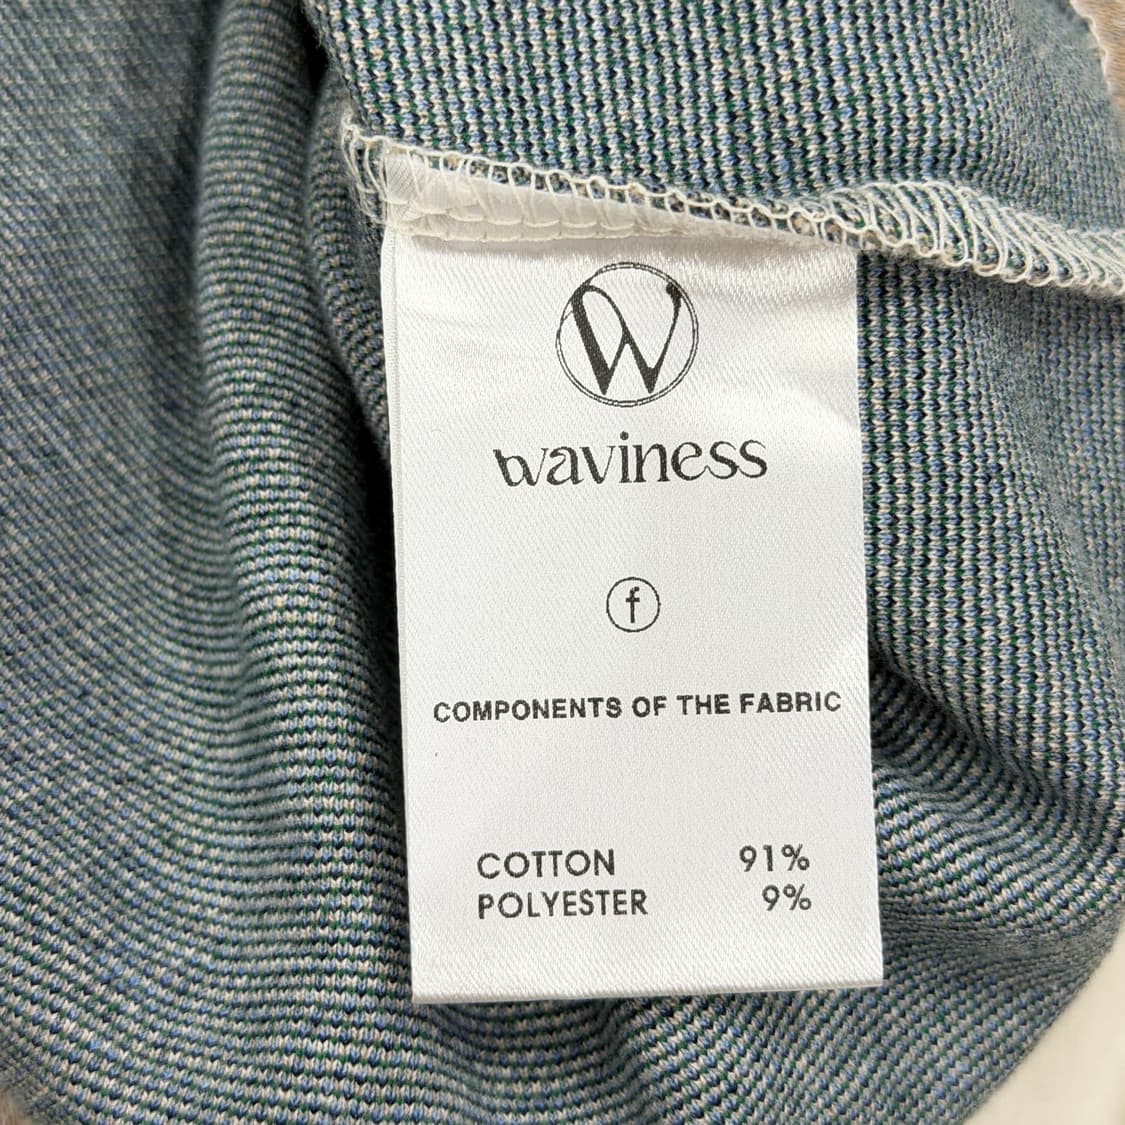 W
waviness
f
COMPONENTS OF THE FABRIC
COTTON 91%
POLYESTER 9%